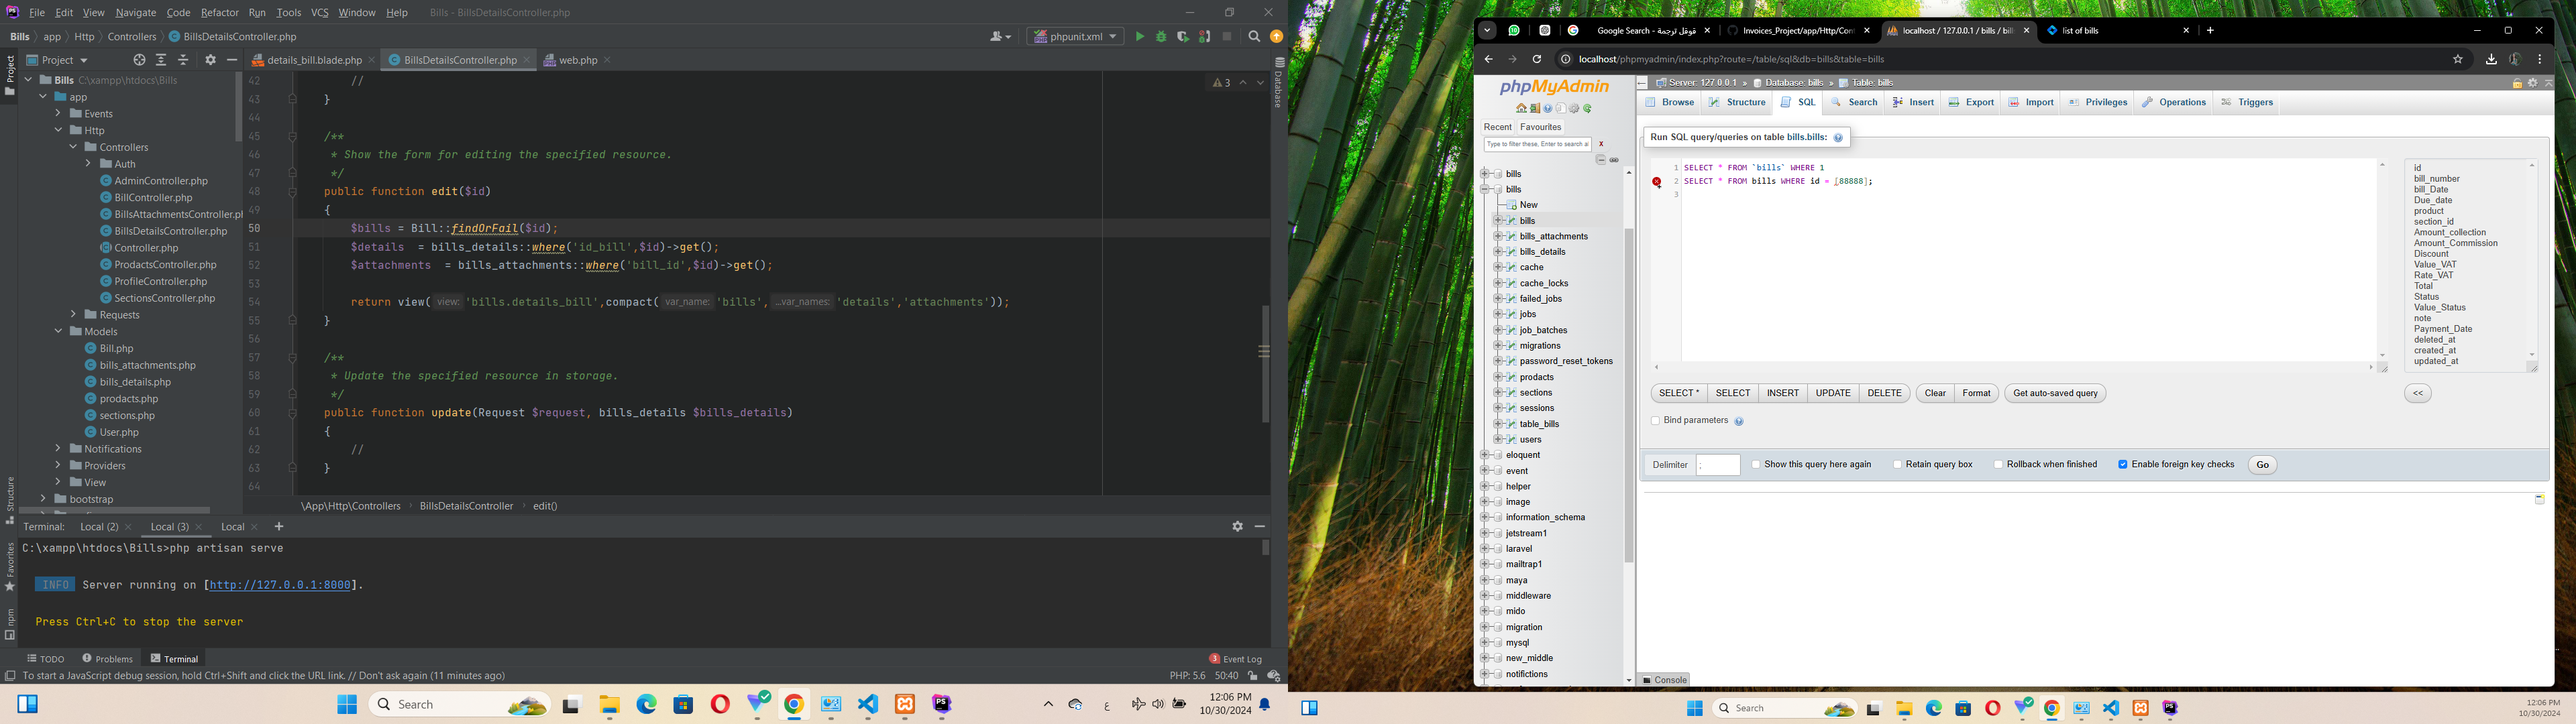 File Edit View Navigate Code Refactor Run Tools VCS Window Help Bills - BillsDetailsController.php
Bills app Http Controllers BillsDetailsController.php
phpunit.xml
Project
details_bill.blade.php BillsDetailsController.php web.php
Bills C:\xampp\htdocs\Bills
app
Events
Http
Controllers
Auth
AdminController.php
BillController.php
BillsAttachmentsController.ph
BillsDetailsController.php
Controller.php
ProdactsController.php
ProfileController.php
SectionsController.php
Requests
Models
Bill.php
bills_attachments.php
bills_details.php
prodacts.php
sections.php
User.php
Notifications
Providers
View
bootstrap
Project
Structure
Favorites
npm
Database
3
42 //
43 }
44
45 /**
46 * Show the form for editing the specified resource.
47 */
48 public function edit($id)
49 {
50 $bills = Bill::findOrFail($id);
51 $details = bills_details::where('id_bill',$id)->get();
52 $attachments = bills_attachments::where('bill_id',$id)->get();
53
54 return view( view: 'bills.details_bill',compact( var_name: 'bills', ...var_names: 'details','attachments'));
55 }
56
57 /**
58 * Update the specified resource in storage.
59 */
60 public function update(Request $request, bills_details $bills_details)
61 {
62 //
63 }
64
\App\Http\Controllers BillsDetailsController edit()
Terminal: Local (2) Local (3) Local +
C:\xampp\htdocs\Bills>php artisan serve
INFO Server running on [http://127.0.0.1:8000].
Press Ctrl+C to stop the server
TODO Problems Terminal
3 Event Log
To start a JavaScript debug session, hold Ctrl+Shift and click the URL link. // Don't ask again (11 minutes ago)
PHP: 5.6 50:40
Search
ع
12:06 PM
10/30/2024
Google Search - قوقل ترجمة
Invoices_Project/app/Http/Con
localhost / 127.0.0.1 / bills / bill
list of bills
localhost/phpmyadmin/index.php?route=/table/sql&db=bills&table=bills
phpMyAdmin
Recent Favourites
Type to filter these, Enter to search al X
bills
bills
New
bills
bills_attachments
bills_details
cache
cache_locks
failed_jobs
jobs
job_batches
migrations
password_reset_tokens
prodacts
sections
sessions
table_bills
users
eloquent
event
helper
image
information_schema
jetstream1
laravel
mailtrap1
maya
middleware
mido
migration
mysql
new_middle
notifictions
Server: 127.0.0.1 » Database: bills » Table: bills
Browse Structure SQL Search Insert Export Import Privileges Operations Triggers
Run SQL query/queries on table bills.bills:
1 SELECT * FROM `bills` WHERE 1
2 SELECT * FROM bills WHERE id = [88888];
3
id
bill_number
bill_Date
Due_date
product
section_id
Amount_collection
Amount_Commission
Discount
Value_VAT
Rate_VAT
Total
Status
Value_Status
note
Payment_Date
deleted_at
created_at
updated_at
SELECT * SELECT INSERT UPDATE DELETE Clear Format Get auto-saved query <<
Bind parameters
Delimiter ; Show this query here again Retain query box Rollback when finished Enable foreign key checks Go
Console
Search
12:06 PM
10/30/2024